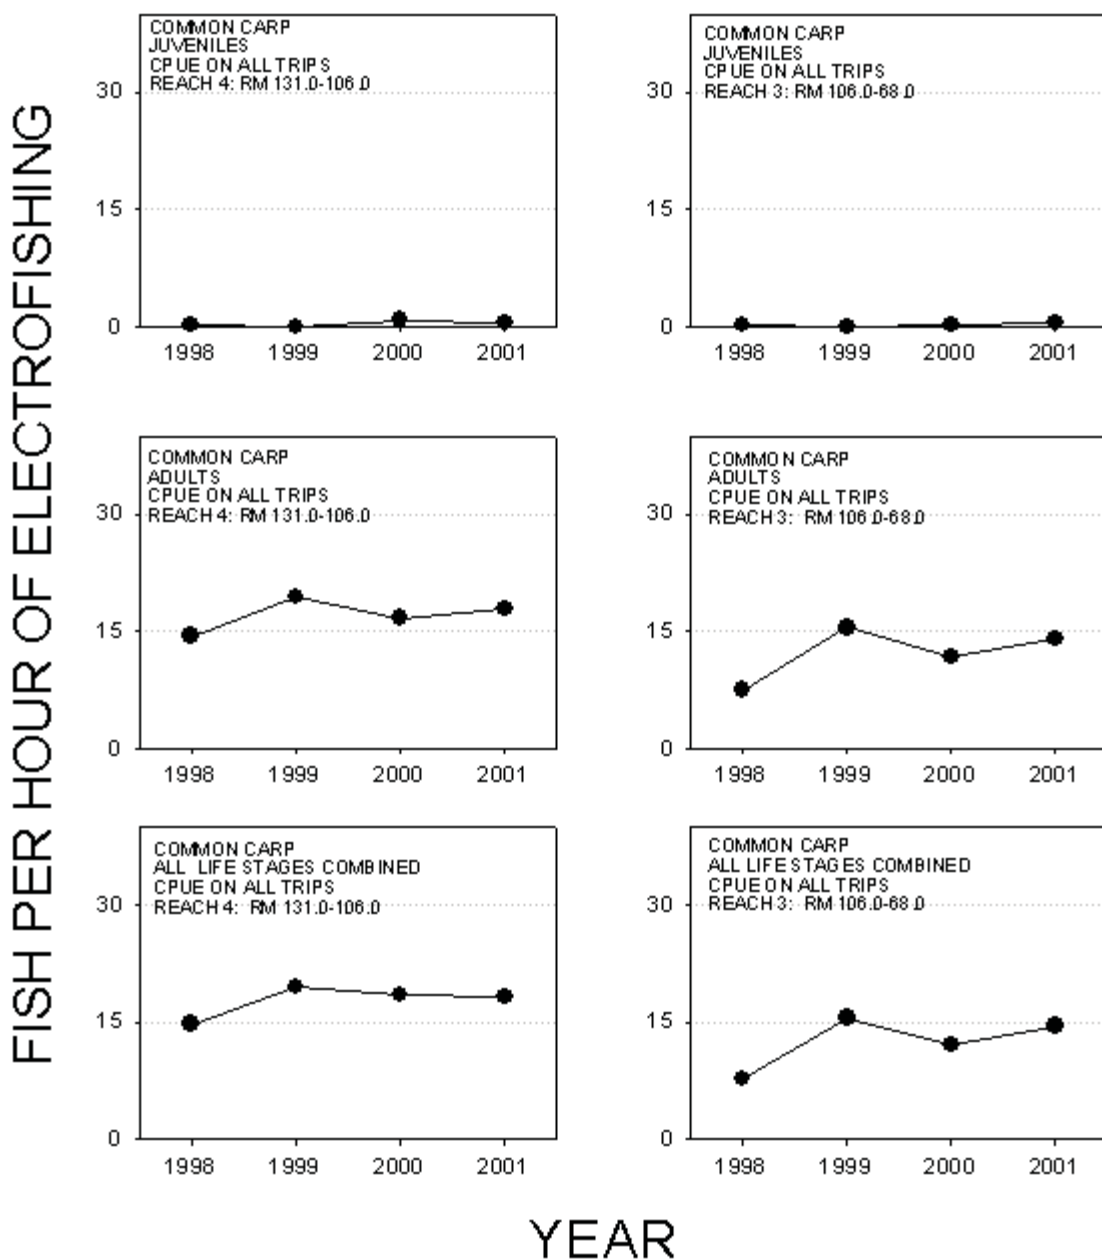 FISH PER HOUR OF ELECTROFISHING
COMMON CARP
JUVENILES
CPUE ON ALL TRIPS
REACH 4: RM 131.0-106.0
30
15
0
1998 1999 2000 2001
COMMON CARP
JUVENILES
CPUE ON ALL TRIPS
REACH 3: RM 106.0-68.0
30
15
0
1998 1999 2000 2001
COMMON CARP
ADULTS
CPUE ON ALL TRIPS
REACH 4: RM 131.0-106.0
30
15
0
1998 1999 2000 2001
COMMON CARP
ADULTS
CPUE ON ALL TRIPS
REACH 3: RM 106.0-68.0
30
15
0
1998 1999 2000 2001
COMMON CARP
ALL LIFE STAGES COMBINED
CPUE ON ALL TRIPS
REACH 4: RM 131.0-106.0
30
15
0
1998 1999 2000 2001
COMMON CARP
ALL LIFE STAGES COMBINED
CPUE ON ALL TRIPS
REACH 3: RM 106.0-68.0
30
15
0
1998 1999 2000 2001
YEAR